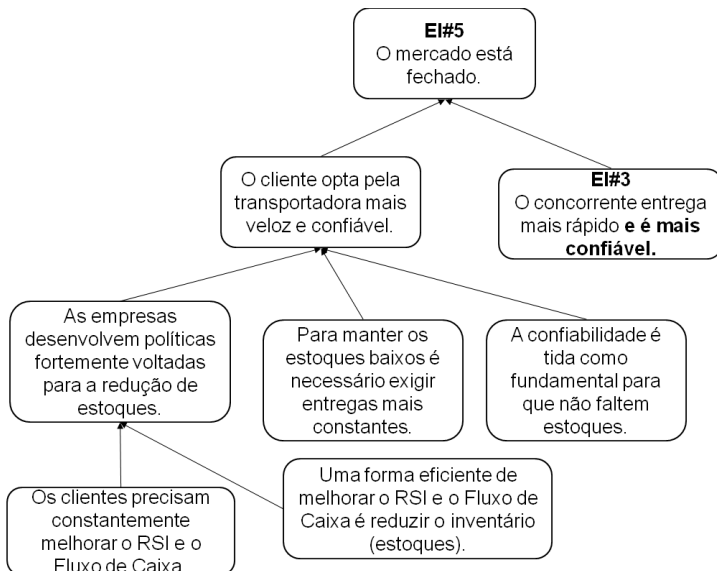 EI#5
O mercado está
fechado.
O cliente opta pela
transportadora mais
veloz e confiável.
EI#3
O concorrente entrega
mais rápido e é mais
confiável.
As empresas
desenvolvem políticas
fortemente voltadas
para a redução de
estoques.
Para manter os
estoques baixos é
necessário exigir
entregas mais
constantes.
A confiabilidade é
tida como
fundamental para
que não faltem
estoques.
Os clientes precisam
constantemente
melhorar o RSI e o
Fluxo de Caixa
Uma forma eficiente de
melhorar o RSI e o Fluxo de
Caixa é reduzir o inventário
(estoques).